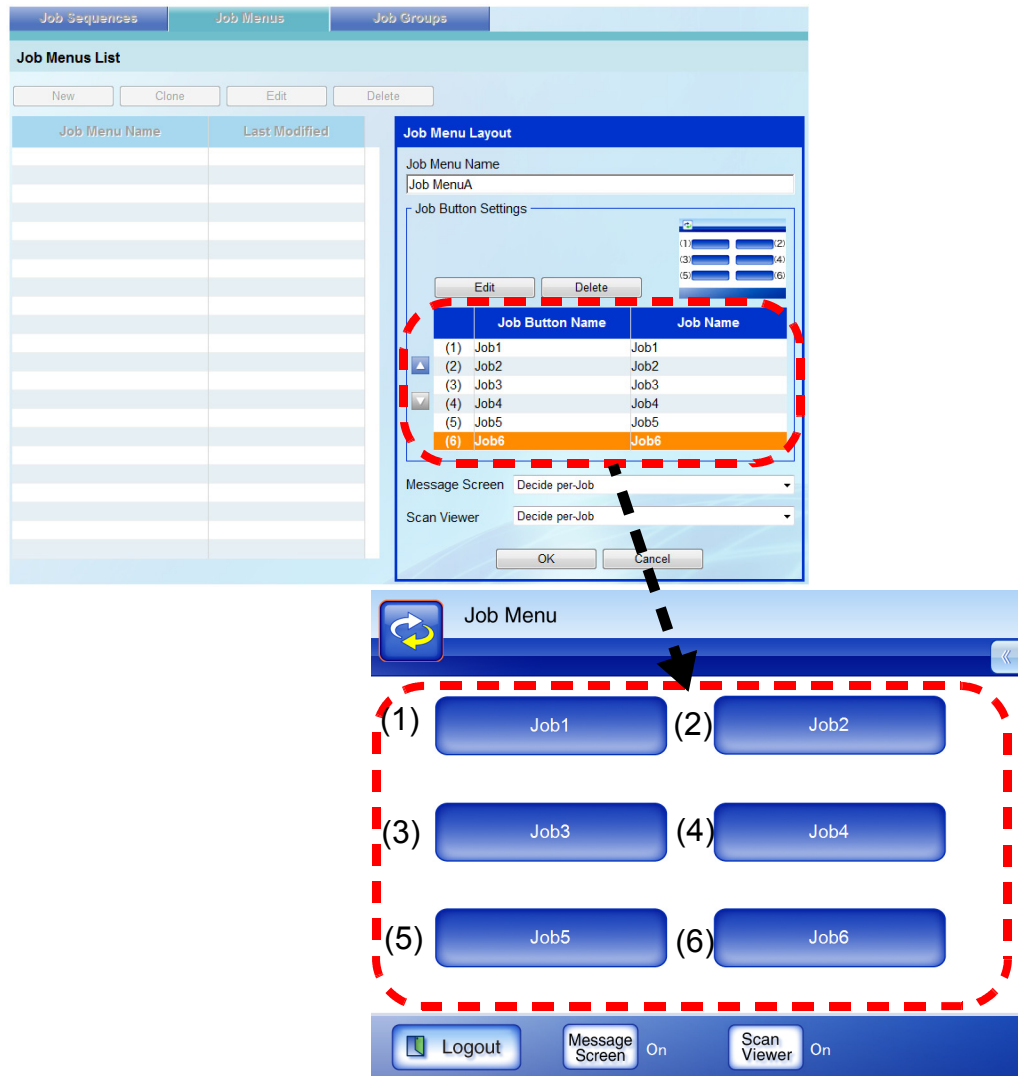 Job Sequences Job Menus Job Groups
Job Menus List
New Clone Edit Delete
Job Menu Name Last Modified
Job Menu Layout
Job Menu Name
Job MenuA
Job Button Settings
(1) (2)
(3) (4)
(5) (6)
Edit Delete
Job Button Name Job Name
(1) Job1 Job1
(2) Job2 Job2
(3) Job3 Job3
(4) Job4 Job4
(5) Job5 Job5
(6) Job6 Job6
Message Screen Decide per-Job
Scan Viewer Decide per-Job
OK Cancel
Job Menu
(1) Job1 (2) Job2
(3) Job3 (4) Job4
(5) Job5 (6) Job6
Logout Message Screen On Scan Viewer On